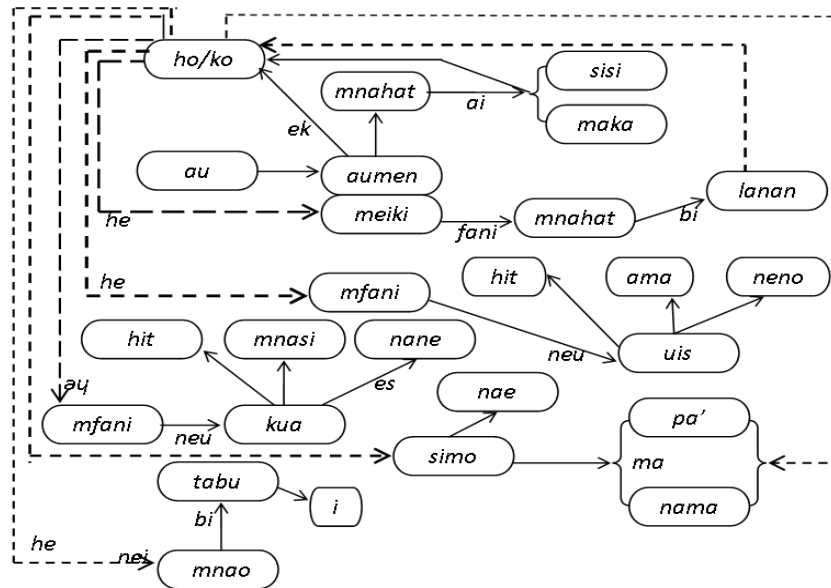 ho/ko
sisi
mnahat
ai
maka
ek
au
aumen
lanan
meiki
he
fani
mnahat
bi
hit
ama
neno
he
mfani
hit
mnasi
nane
neu
uis
he
es
nae
mfani
neu
kua
pa’
simo
ma
tabu
i
nama
bi
he
nei
mnao